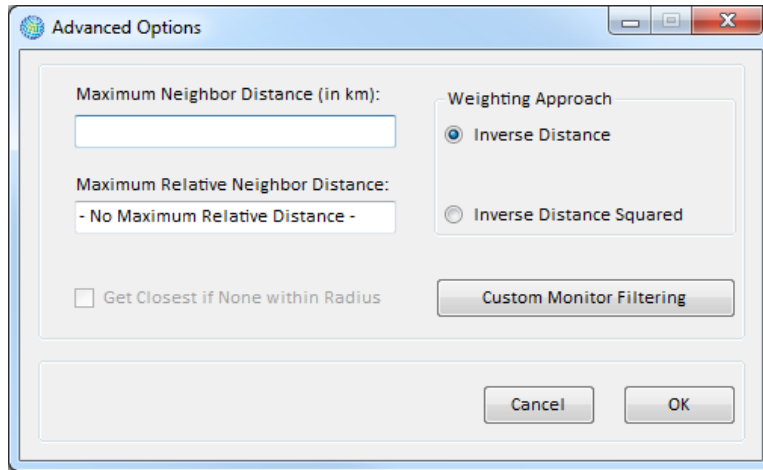 Advanced Options
Maximum Neighbor Distance (in km):
Weighting Approach
Inverse Distance
Maximum Relative Neighbor Distance:
- No Maximum Relative Distance -
Inverse Distance Squared
Get Closest if None within Radius
Custom Monitor Filtering
Cancel
OK